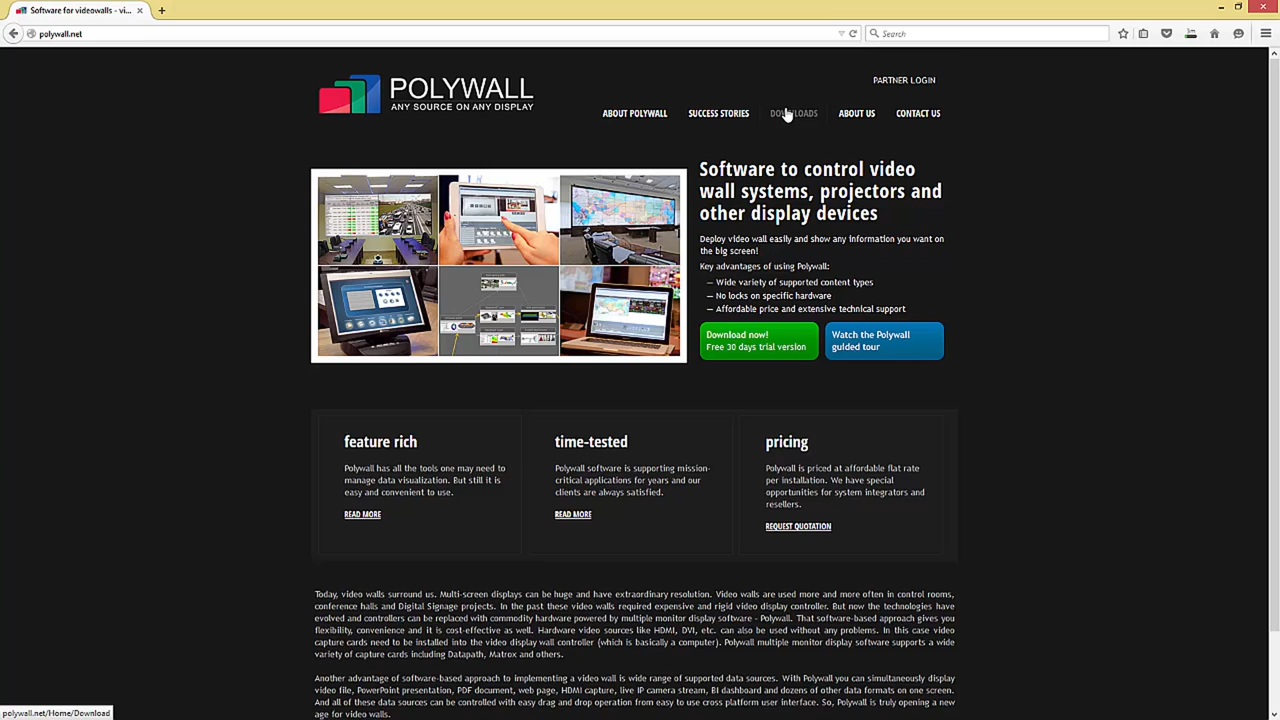 Software for videowalls - vi...
polywall.net
Search
POLYWALL
ANY SOURCE ON ANY DISPLAY
PARTNER LOGIN
ABOUT POLYWALL SUCCESS STORIES DOWNLOADS ABOUT US CONTACT US
Software to control video
wall systems, projectors and
other display devices
Deploy video wall easily and show any information you want on
the big screen!
Key advantages of using Polywall:
— Wide variety of supported content types
— No locks on specific hardware
— Affordable price and extensive technical support
Download now!
Free 30 days trial version
Watch the Polywall
guided tour
feature rich
Polywall has all the tools one may need to
manage data visualization. But still it is
easy and convenient to use.
READ MORE
time-tested
Polywall software is supporting mission-
critical applications for years and our
clients are always satisfied.
READ MORE
pricing
Polywall is priced at affordable flat rate
per installation. We have special
opportunities for system integrators and
resellers.
REQUEST QUOTATION
Today, video walls surround us. Multi-screen displays can be huge and have extraordinary resolution. Video walls are used more and more often in control rooms,
conference halls and Digital Signage projects. In the past these video walls required expensive and rigid video display controller. But now the technologies have
evolved and controllers can be replaced with commodity hardware powered by multiple monitor display software - Polywall. That software-based approach gives you
flexibility, convenience and it is cost-effective as well. Hardware video sources like HDMI, DVI, etc. can also be used without any problems. In this case video
capture cards need to be installed into the video display wall controller (which is basically a computer). Polywall multiple monitor display software supports a wide
variety of capture cards including Datapath, Matrox and others.
Another advantage of software-based approach to implementing a video wall is wide range of supported data sources. With Polywall you can simultaneously display
video file, PowerPoint presentation, PDF document, web page, HDMI capture, live IP camera stream, BI dashboard and dozens of other data formats on one screen.
And all of these data sources can be controlled with easy drag and drop operation from easy to use cross platform user interface. So, Polywall is truly opening a new
age for video walls.
polywall.net/Home/Download